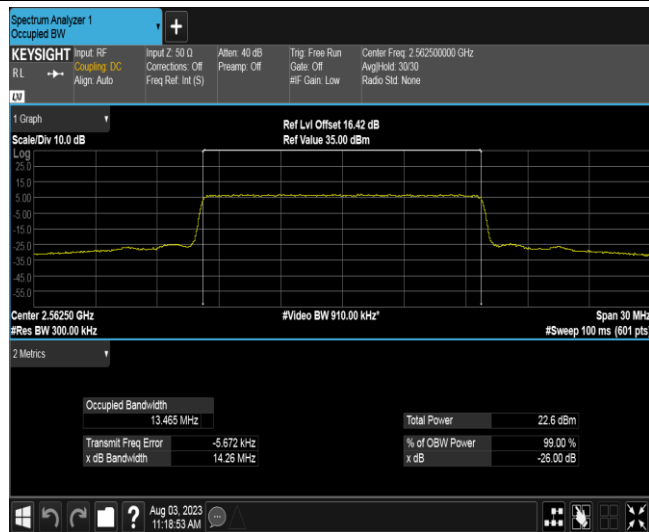 Spectrum Analyzer 1
Occupied BW
+
KEYSIGHT
RL
Input: RF
Coupling: DC
Align: Auto
Input Z: 50 Ω
Corrections: Off
Freq Ref: Int (S)
Atten: 40 dB
Preamp: Off
Trig: Free Run
Gate: Off
#IF Gain: Low
Center Freq: 2.562500000 GHz
Avg|Hold: 30/30
Radio Std: None
1 Graph
Scale/Div 10.0 dB
Ref Lvl Offset 16.42 dB
Ref Value 35.00 dBm
Log
25.0
15.0
5.00
-5.00
-15.0
-25.0
-35.0
-45.0
-55.0
Center 2.56250 GHz
#Res BW 300.00 kHz
#Video BW 910.00 kHz*
Span 30 MHz
#Sweep 100 ms (601 pts)
2 Metrics
Occupied Bandwidth
13.465 MHz
Total Power 22.6 dBm
Transmit Freq Error -5.672 kHz
% of OBW Power 99.00 %
x dB Bandwidth 14.26 MHz
x dB -26.00 dB
?
Aug 03, 2023
11:18:53 AM